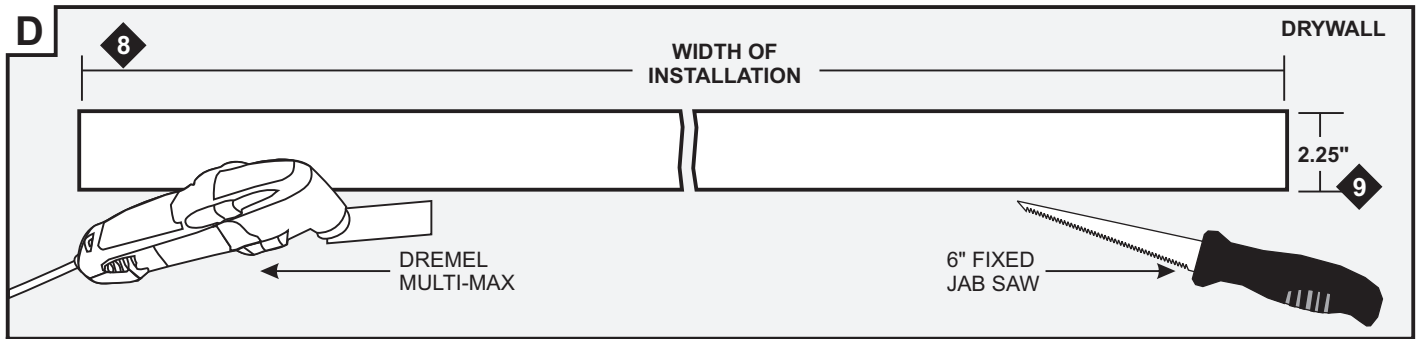 D
8
DRYWALL
WIDTH OF
INSTALLATION
2.25"
9
DREMEL
MULTI-MAX
6" FIXED
JAB SAW